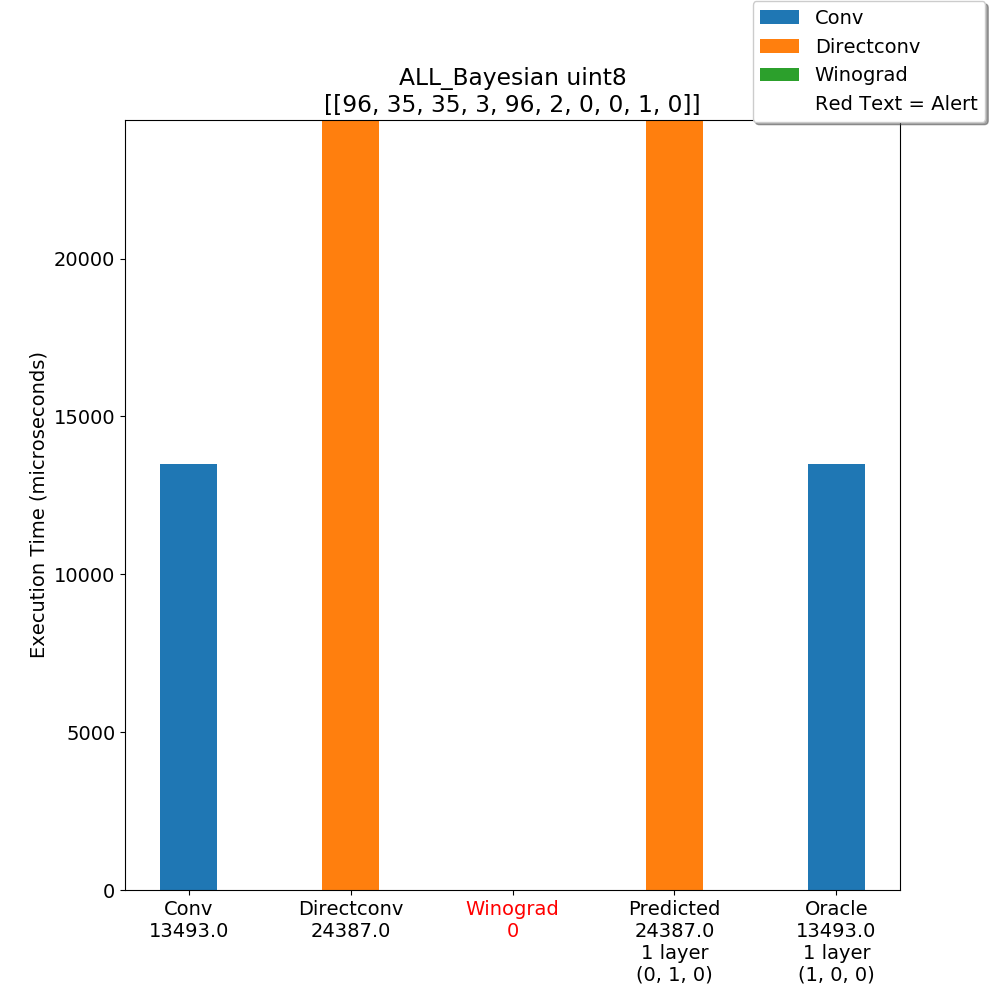 Conv
Directconv
Winograd
Red Text = Alert
ALL_Bayesian uint8
[[96, 35, 35, 3, 96, 2, 0, 0, 1, 0]]
Execution Time (microseconds)
20000
15000
10000
5000
0
Conv
13493.0
Directconv
24387.0
Winograd
0
Predicted
24387.0
1 layer
(0, 1, 0)
Oracle
13493.0
1 layer
(1, 0, 0)